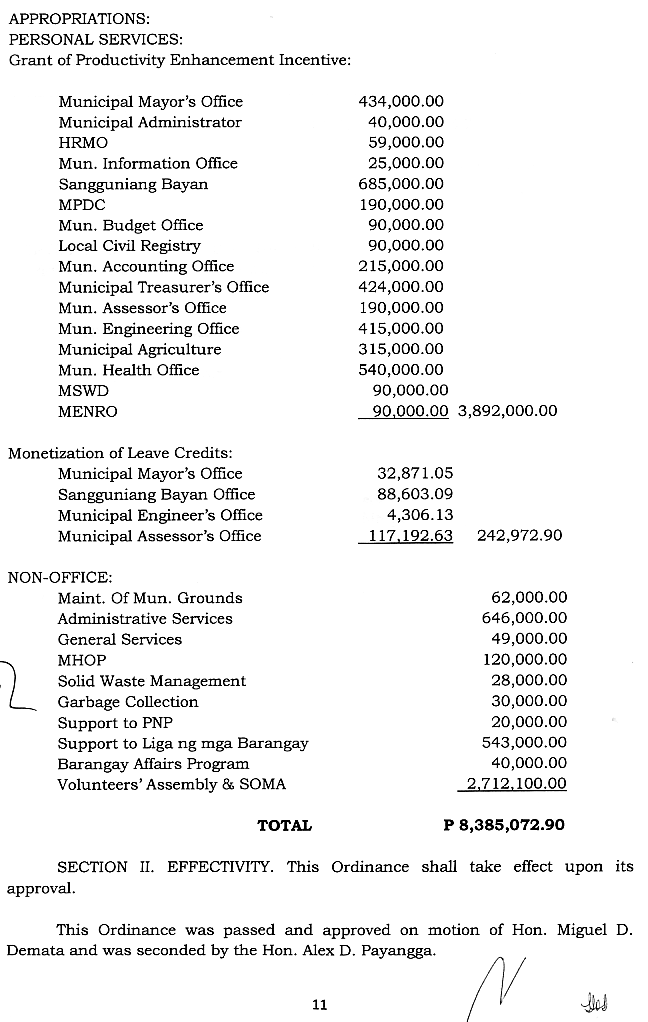 APPROPRIATIONS:
PERSONAL SERVICES:
Grant of Productivity Enhancement Incentive:
Municipal Mayor's Office 434,000.00
Municipal Administrator 40,000.00
HRMO 59,000.00
Mun. Information Office 25,000.00
Sangguniang Bayan 685,000.00
MPDC 190,000.00
Mun. Budget Office 90,000.00
Local Civil Registry 90,000.00
Mun. Accounting Office 215,000.00
Municipal Treasurer's Office 424,000.00
Mun. Assessor's Office 190,000.00
Mun. Engineering Office 415,000.00
Municipal Agriculture 315,000.00
Mun. Health Office 540,000.00
MSWD 90,000.00
MENRO 90,000.00 3,892,000.00
Monetization of Leave Credits:
Municipal Mayor's Office 32,871.05
Sangguniang Bayan Office 88,603.09
Municipal Engineer's Office 4,306.13
Municipal Assessor's Office 117,192.63 242,972.90
NON-OFFICE:
Maint. Of Mun. Grounds 62,000.00
Administrative Services 646,000.00
General Services 49,000.00
MHOP 120,000.00
Solid Waste Management 28,000.00
Garbage Collection 30,000.00
Support to PNP 20,000.00
Support to Liga ng mga Barangay 543,000.00
Barangay Affairs Program 40,000.00
Volunteers' Assembly & SOMA 2,712,100.00
TOTAL P 8,385,072.90
SECTION II. EFFECTIVITY. This Ordinance shall take effect upon its
approval.
This Ordinance was passed and approved on motion of Hon. Miguel D.
Demata and was seconded by the Hon. Alex D. Payangga.
11